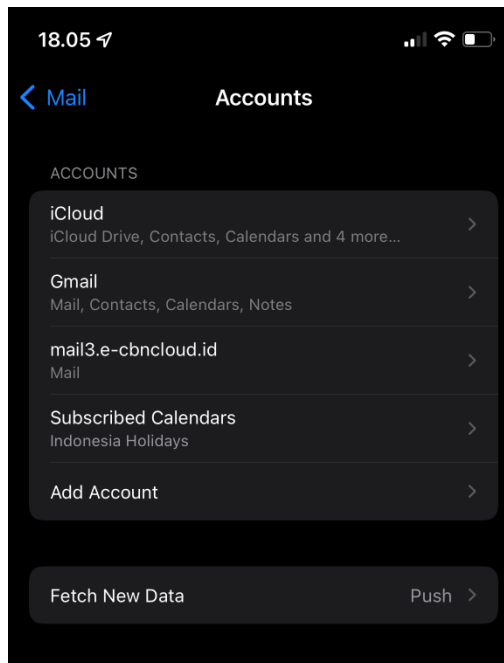 18.05
Mail
Accounts
ACCOUNTS
iCloud
iCloud Drive, Contacts, Calendars and 4 more...
Gmail
Mail, Contacts, Calendars, Notes
mail3.e-cbncloud.id
Mail
Subscribed Calendars
Indonesia Holidays
Add Account
Fetch New Data Push